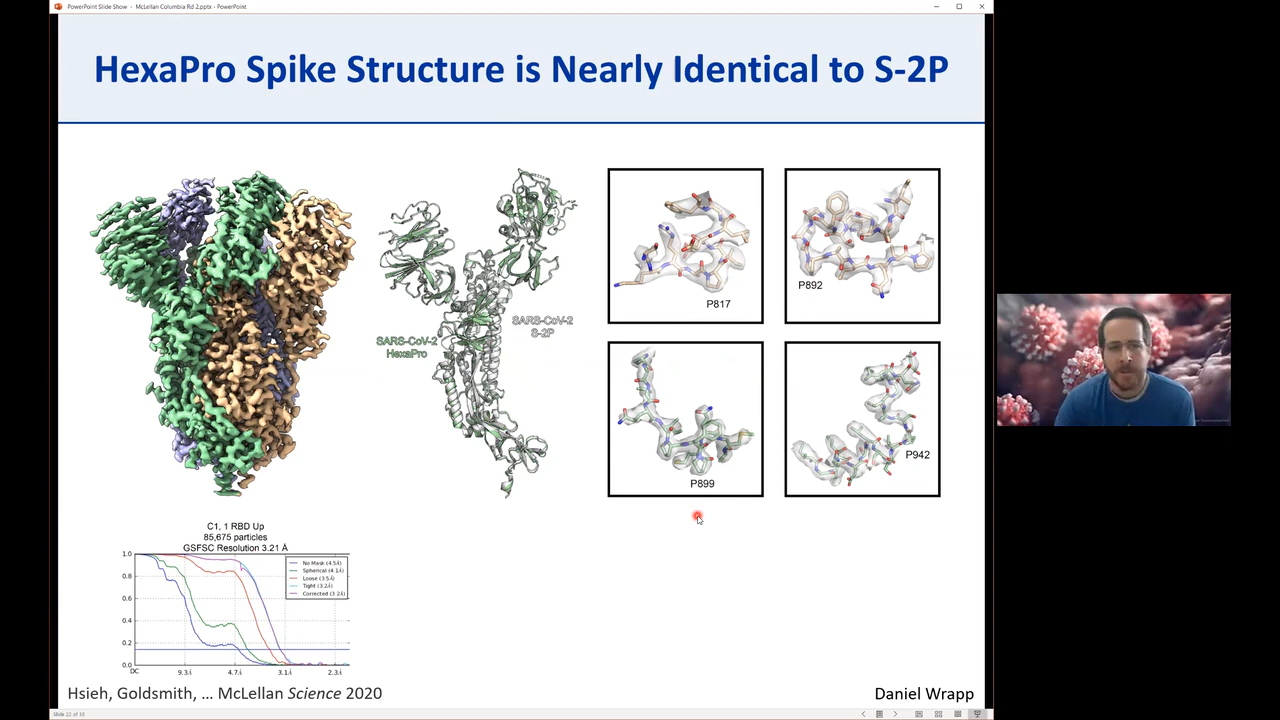 PowerPoint Slide Show - McLellan Columbia Rd 2.pptx - PowerPoint
HexaPro Spike Structure is Nearly Identical to S-2P
SARS-CoV-2
S-2P
SARS-CoV-2
HexaPro
P817
P892
P899
P942
C1, 1 RBD Up
85,675 particles
GSFSC Resolution 3.21 Å
1.0
0.8
0.6
0.4
0.2
0.0
No Mask (4.5Å)
Spherical (4.1Å)
Loose (3.5Å)
Tight (3.2Å)
Corrected (3.2Å)
DC
9.3Å
4.7Å
3.1Å
2.3Å
Hsieh, Goldsmith, ... McLellan Science 2020
Daniel Wrapp
Slide 22 of 33